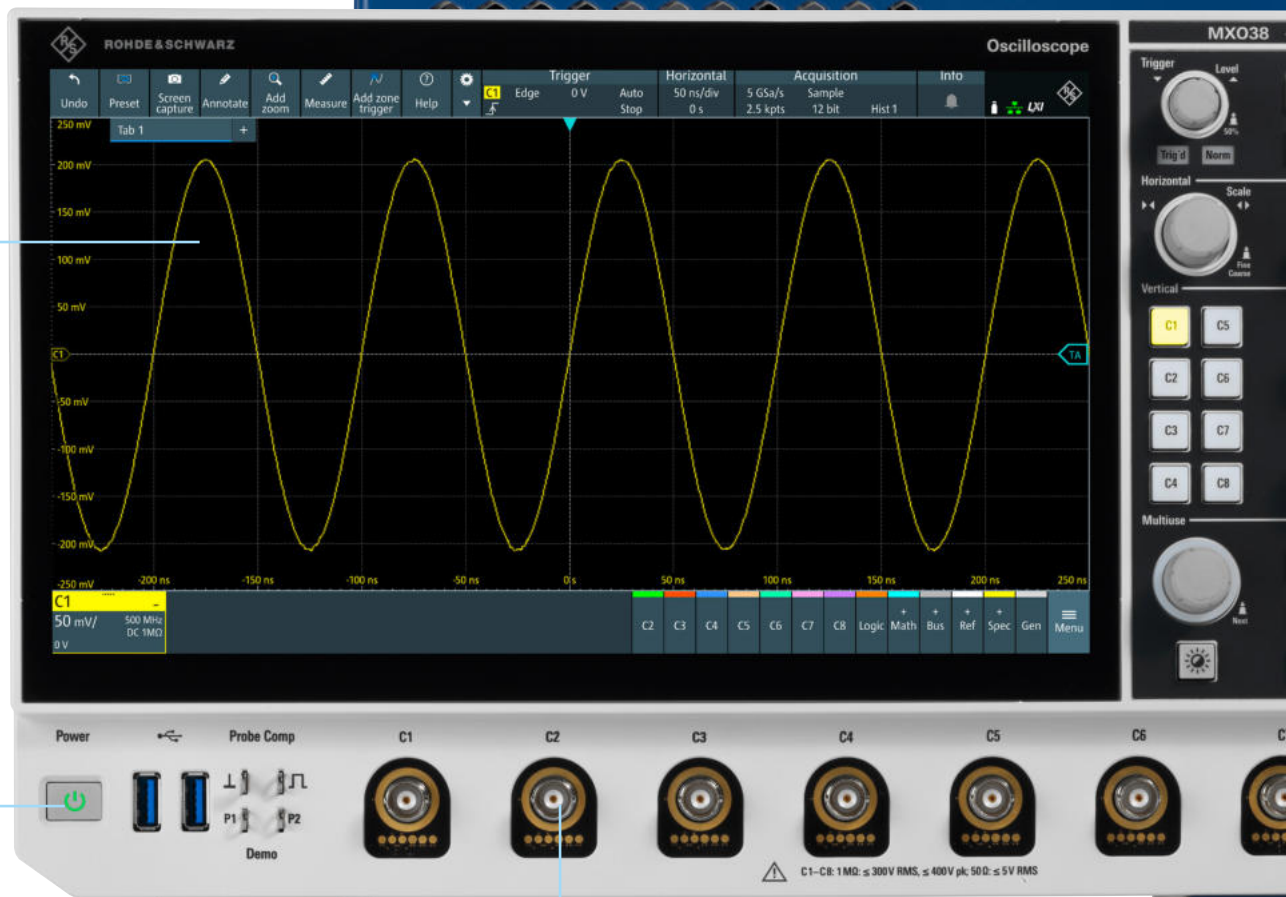 ROHDE&SCHWARZ
Oscilloscope
MXO38
Undo
Preset
Screen
capture
Annotate
Add
zoom
Measure
Add zone
trigger
Help
Trigger
C1 Edge 0 V Auto
Stop
Horizontal
50 ns/div
0 s
Acquisition
5 GSa/s Sample
2.5 kpts 12 bit Hist 1
Info
LXI
R&S
Tab 1 +
250 mV
200 mV
150 mV
100 mV
50 mV
C1
TA
-50 mV
-100 mV
-150 mV
-200 mV
-250 mV
-200 ns
-150 ns
-100 ns
-50 ns
0 s
50 ns
100 ns
150 ns
200 ns
250 ns
C1
50 mV/ 500 MHz
DC 1MΩ
0 V
C2
C3
C4
C5
C6
C7
C8
Logic
+
Math
+
Bus
+
Ref
+
Spec
Gen
Menu
Trigger
Level
50%
Trig'd
Norm
Horizontal
Scale
Fine
Coarse
Vertical
C1 C5
C2 C6
C3 C7
C4 C8
Multiuse
Next
Power
Probe Comp
P1 P2
Demo
C1 C2 C3 C4 C5 C6
C1–C8: 1 MΩ: ≤ 300 V RMS, ≤ 400 V pk; 50 Ω: ≤ 5 V RMS